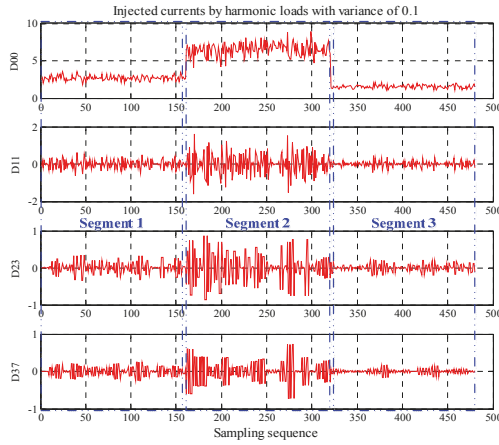 Injected currents by harmonic loads with variance of 0.1
10
5
0
D00
0 50 100 150 200 250 300 350 400 450 500
2
0
-2
D11
0 50 100 150 200 250 300 350 400 450 500
Segment 1 Segment 2 Segment 3
1
0
-1
D23
0 50 100 150 200 250 300 350 400 450 500
1
0
-1
D37
0 50 100 150 200 250 300 350 400 450 500
Sampling sequence